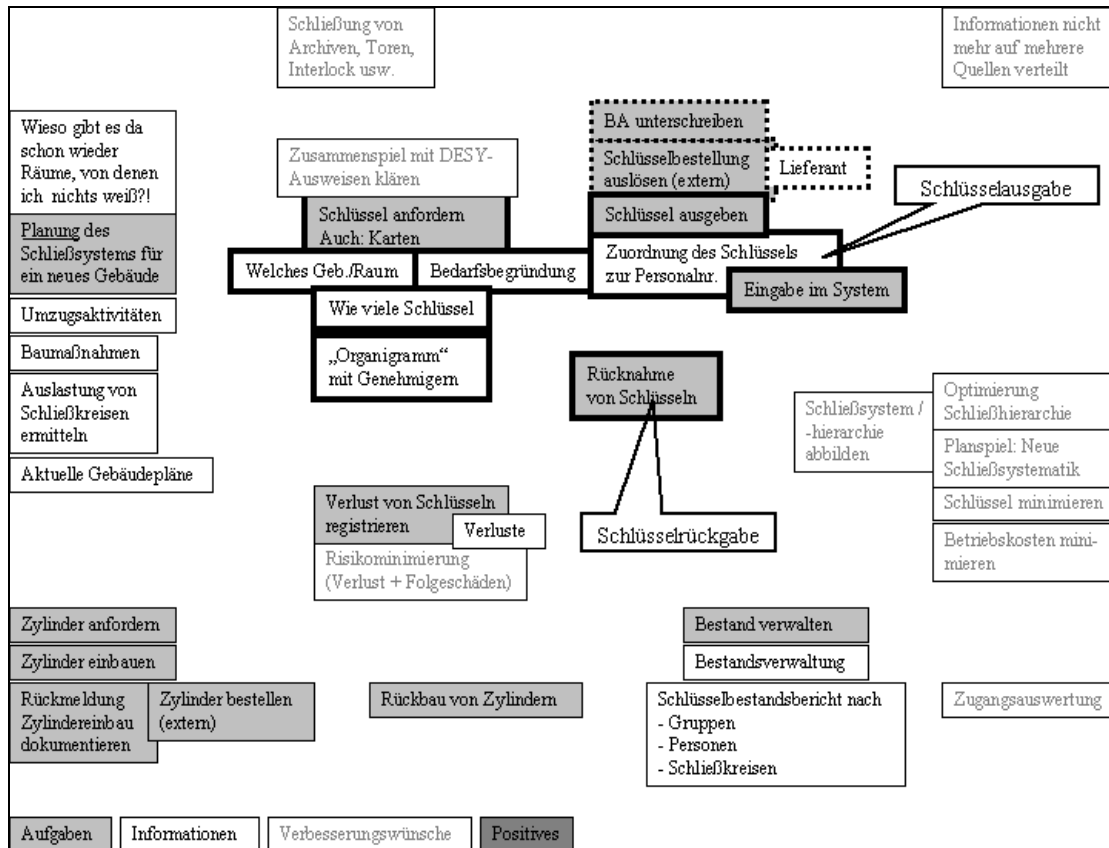 Schließung von
Archiven, Toren,
Interlock usw.
Informationen nicht
mehr auf mehrere
Quellen verteilt
Wieso gibt es da
schon wieder
Räume, von denen
ich nichts weiß?!
Planung des
Schließsystems für
ein neues Gebäude
Umzugsaktivitäten
Baumaßnahmen
Auslastung von
Schließkreisen
ermitteln
Aktuelle Gebäudepläne
Zusammenspiel mit DESY-
Ausweisen klären
Schlüssel anfordern
Auch: Karten
Welches Geb./Raum
Bedarfsbegründung
Wie viele Schlüssel
„Organigramm“
mit Genehmigern
BA unterschreiben
Schlüsselbestellung
auslösen (extern)
Lieferant
Schlüssel ausgeben
Zuordnung des Schlüssels
zur Personalnr.
Eingabe im System
Schlüsselausgabe
Rücknahme
von Schlüsseln
Schlüsselrückgabe
Schließsystem /
-hierarchie
abbilden
Optimierung
Schließhierarchie
Planspiel: Neue
Schließsystematik
Schlüssel minimieren
Betriebskosten mini-
mieren
Verlust von Schlüsseln
registrieren
Verluste
Risikominimierung
(Verlust + Folgeschäden)
Zylinder anfordern
Zylinder einbauen
Rückmeldung
Zylindereinbau
dokumentieren
Zylinder bestellen
(extern)
Rückbau von Zylindern
Bestand verwalten
Bestandsverwaltung
Schlüsselbestandsbericht nach
- Gruppen
- Personen
- Schließkreisen
Zugangsauswertung
Aufgaben
Informationen
Verbesserungswünsche
Positives